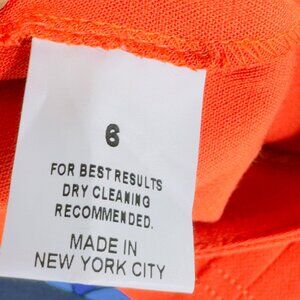 6
FOR BEST RESULTS
DRY CLEANING
RECOMMENDED.
MADE IN
NEW YORK CITY